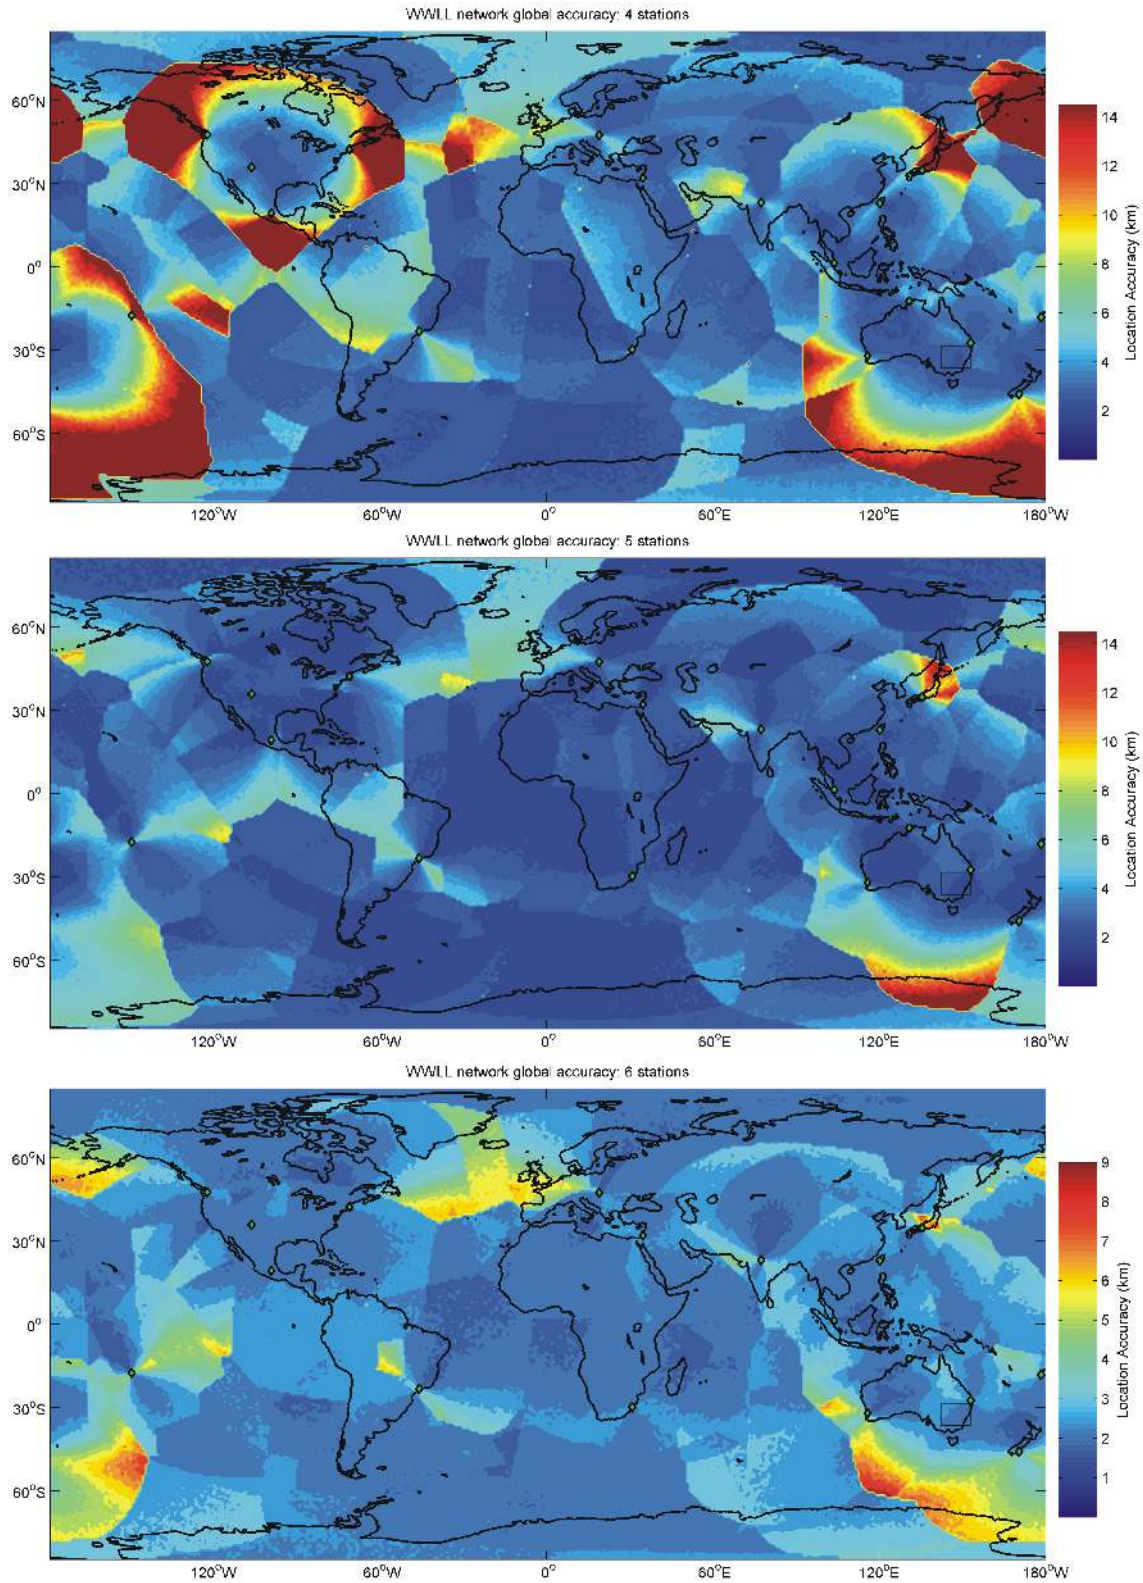 WWLL network global accuracy: 4 stations
60°N
30°N
0°
30°S
60°S
120°W
60°W
0°
60°E
120°E
180°W
14
12
10
8
6
4
2
Location Accuracy (km)
WWLL network global accuracy: 5 stations
60°N
30°N
0°
30°S
60°S
120°W
60°W
0°
60°E
120°E
180°W
14
12
10
8
6
4
2
Location Accuracy (km)
WWLL network global accuracy: 6 stations
60°N
30°N
0°
30°S
60°S
120°W
60°W
0°
60°E
120°E
180°W
9
8
7
6
5
4
3
2
1
Location Accuracy (km)